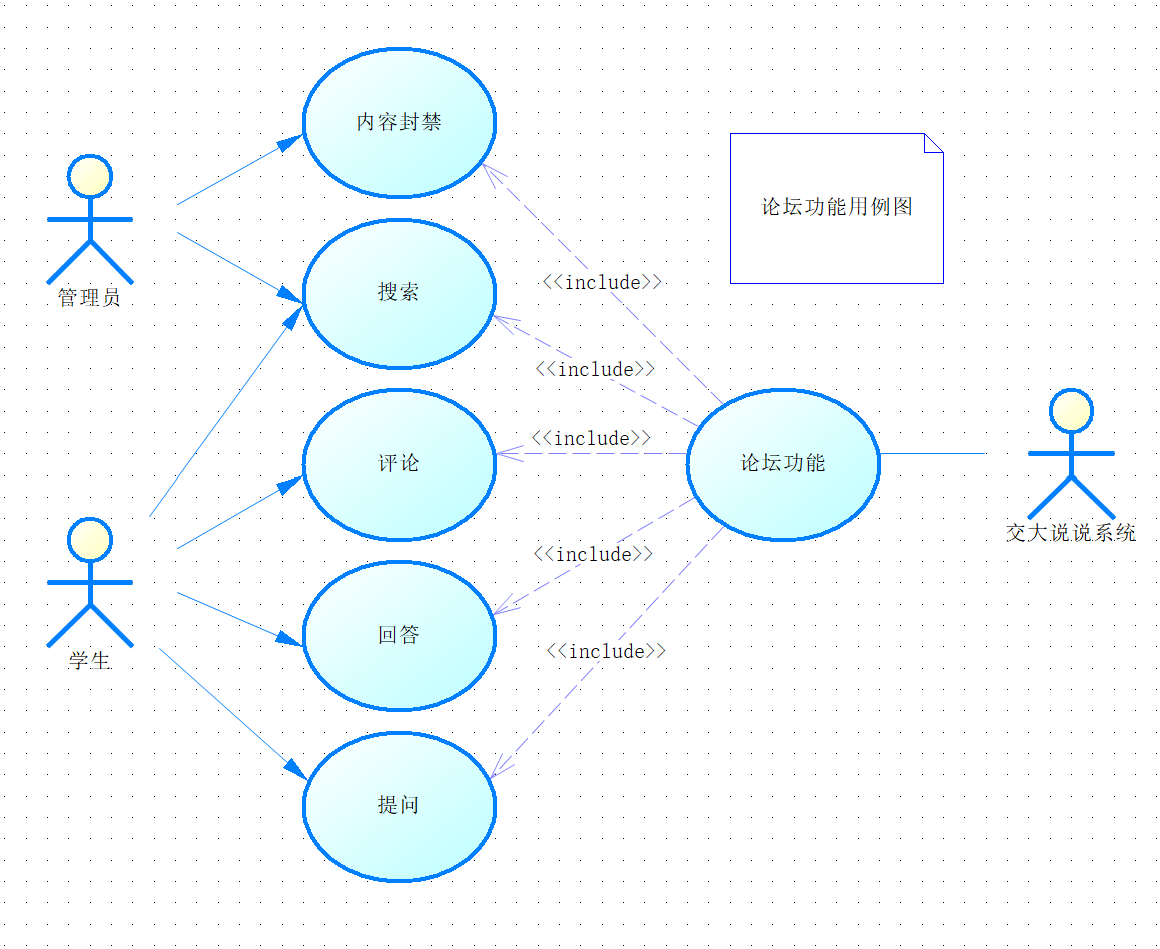 内容封禁
论坛功能用例图
搜索
<<include>>
管理员
<<include>>
<<include>>
评论
论坛功能
交大说说系统
<<include>>
回答
学生
<<include>>
提问